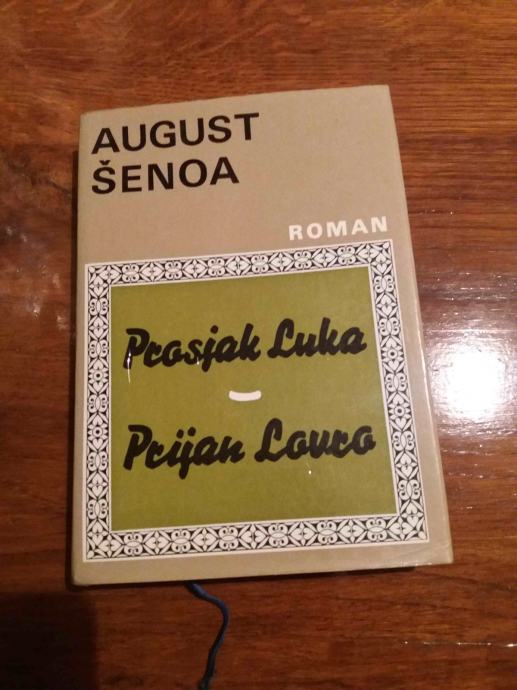 AUGUST
ŠENOA
ROMAN
Prosjak Luka
Prijan Lovro